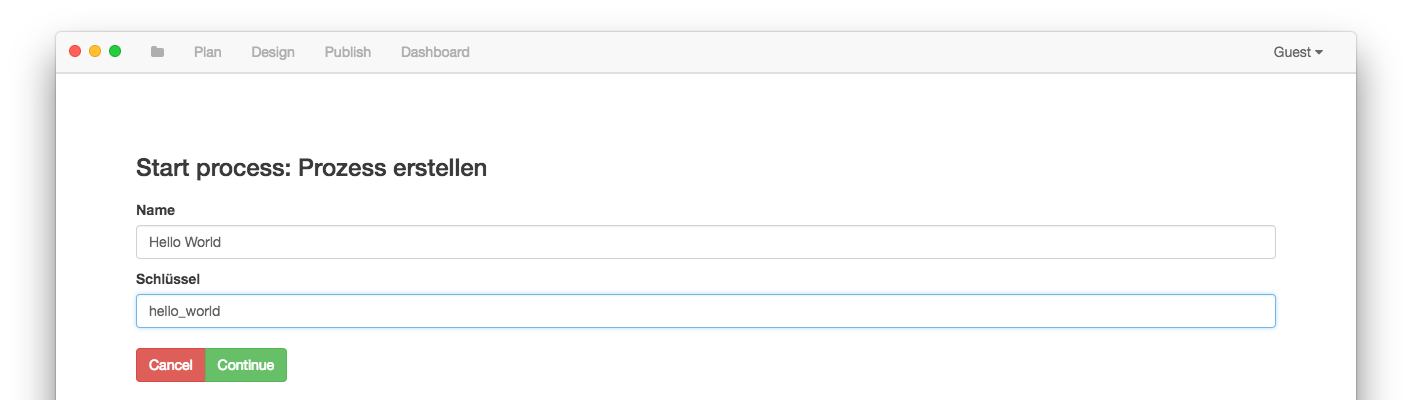 Plan Design Publish Dashboard Guest
Start process: Prozess erstellen
Name
Hello World
Schlüssel
hello_world
Cancel Continue